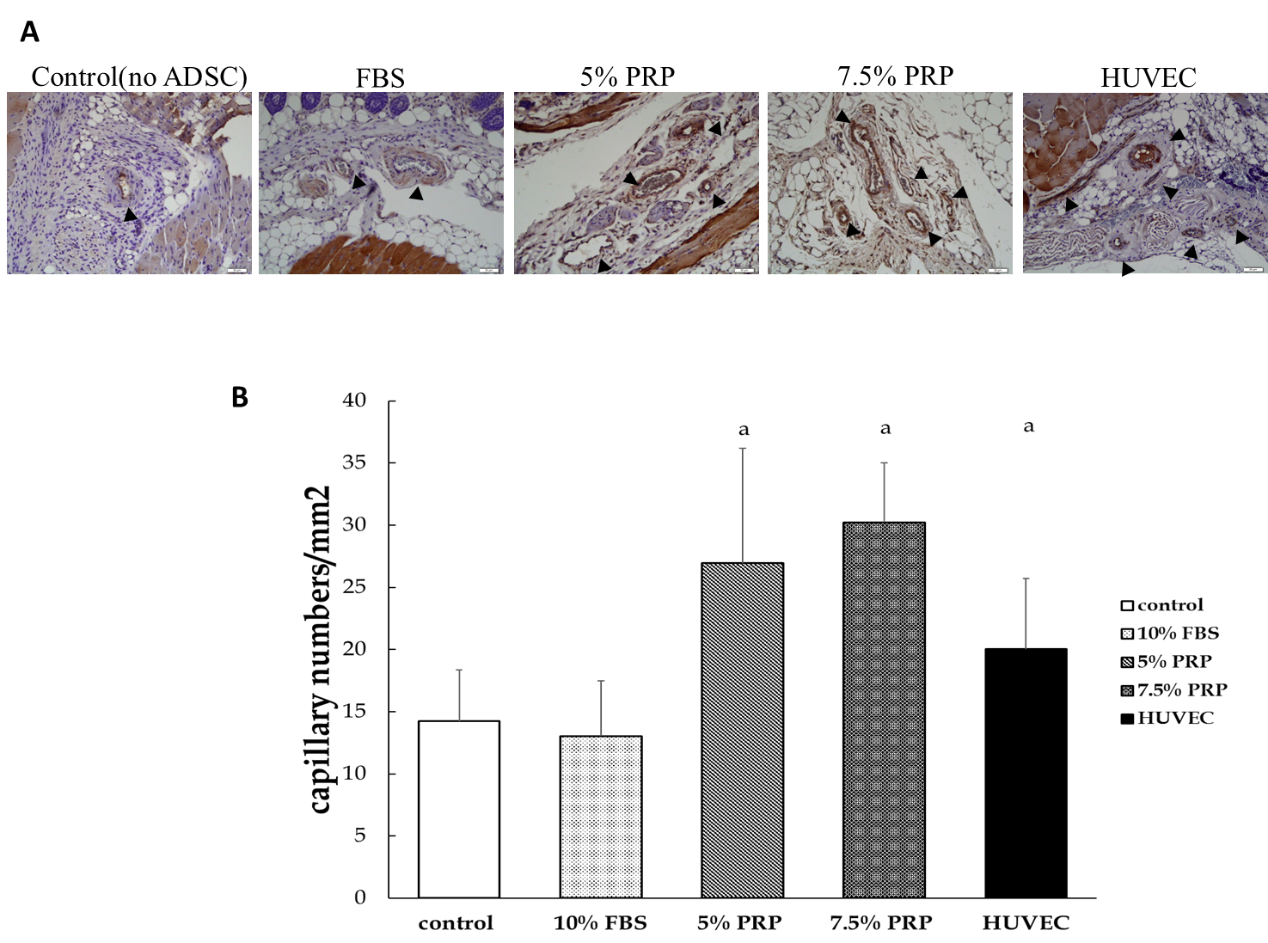 A
Control(no ADSC)
FBS
5% PRP
7.5% PRP
HUVEC
B
capillary numbers/mm2
40
35
30
25
20
15
10
5
0
a
a
a
control
10% FBS
5% PRP
7.5% PRP
HUVEC
control
10% FBS
5% PRP
7.5% PRP
HUVEC